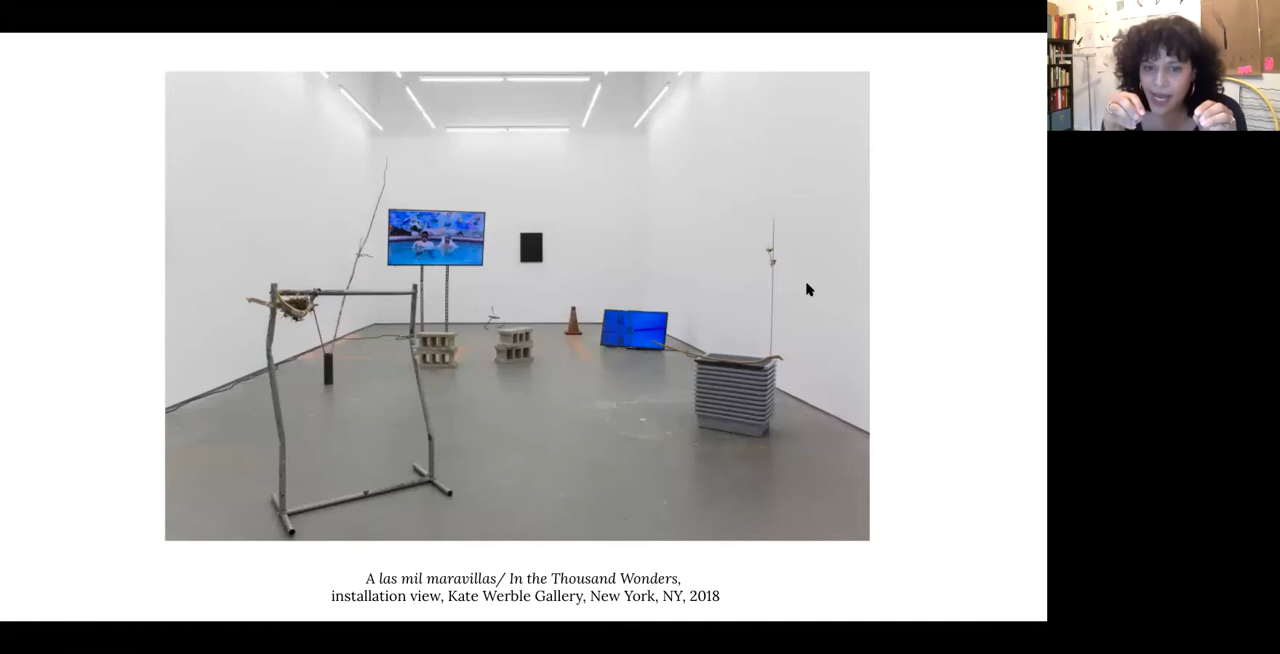 A las mil maravillas/ In the Thousand Wonders,
installation view, Kate Werble Gallery, New York, NY, 2018